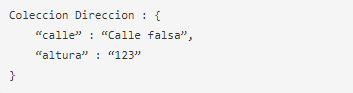 Coleccion Direccion : {
    “calle” : “Calle falsa”,
    “altura” : “123”
}